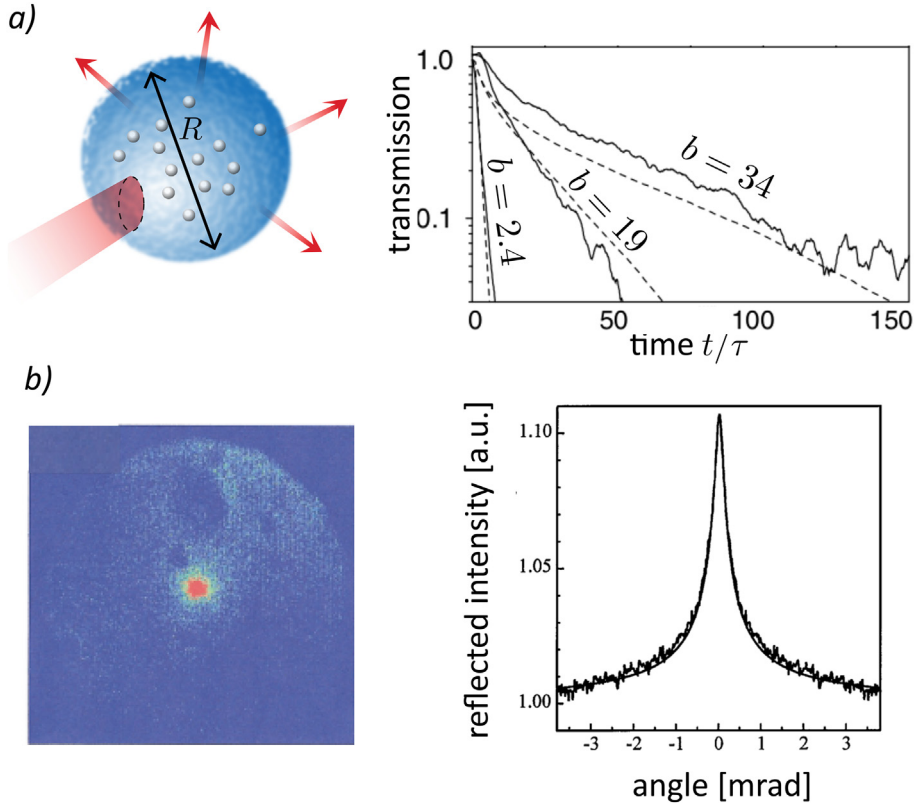 a)
R
transmission
1.0
0.1
b = 2.4
b = 19
b = 34
0
50
100
150
time t/τ
b)
reflected intensity [a.u.]
1.10
1.05
1.00
-3
-2
-1
0
1
2
3
angle [mrad]